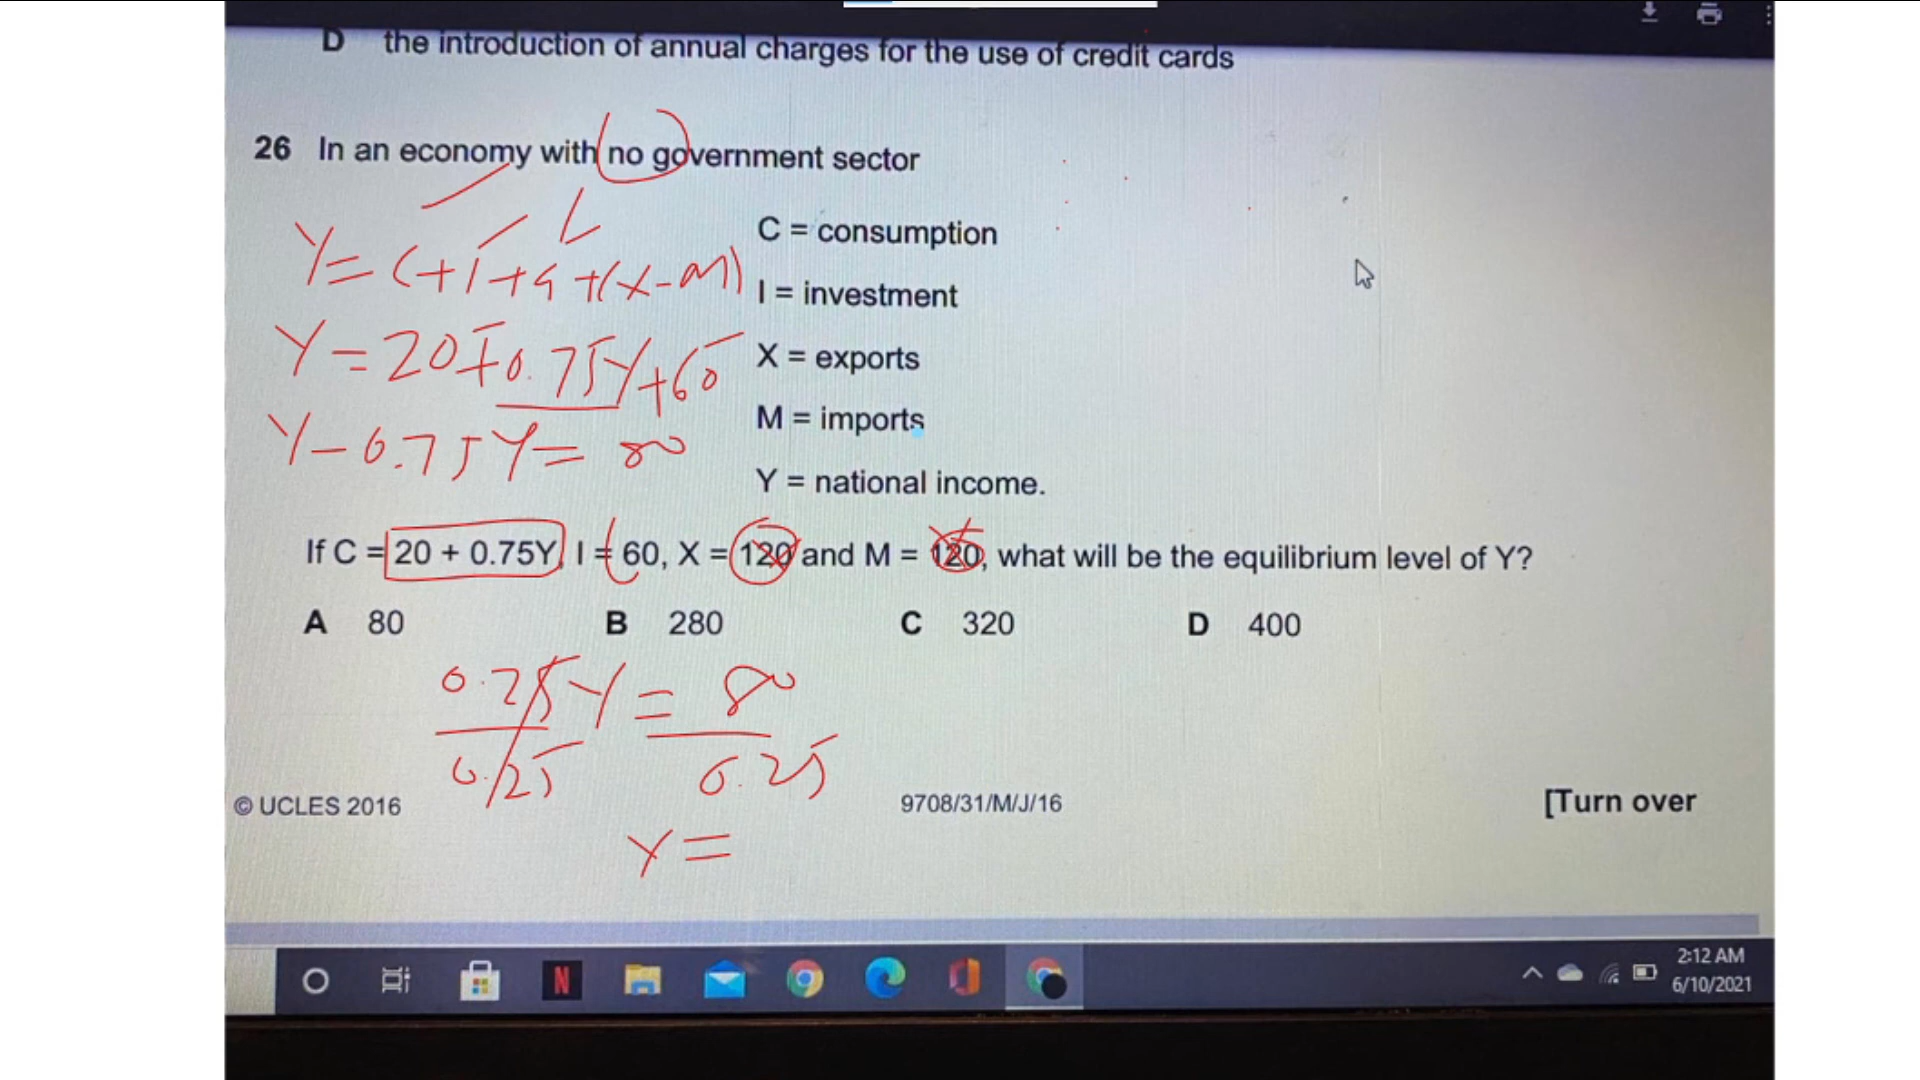 D the introduction of annual charges for the use of credit cards
26 In an economy with no government sector
Y = C + I + G + (X - M)
C = consumption
I = investment
Y = 20 + 0.75Y + 60
X = exports
M = imports
Y - 0.75Y = 80
Y = national income.
If C = 20 + 0.75Y, I = 60, X = 120 and M = 120, what will be the equilibrium level of Y?
A 80 B 280 C 320 D 400
0.25Y = 80
0.25 0.25
© UCLES 2016 9708/31/M/J/16 [Turn over
Y =
N
2:12 AM
6/10/2021